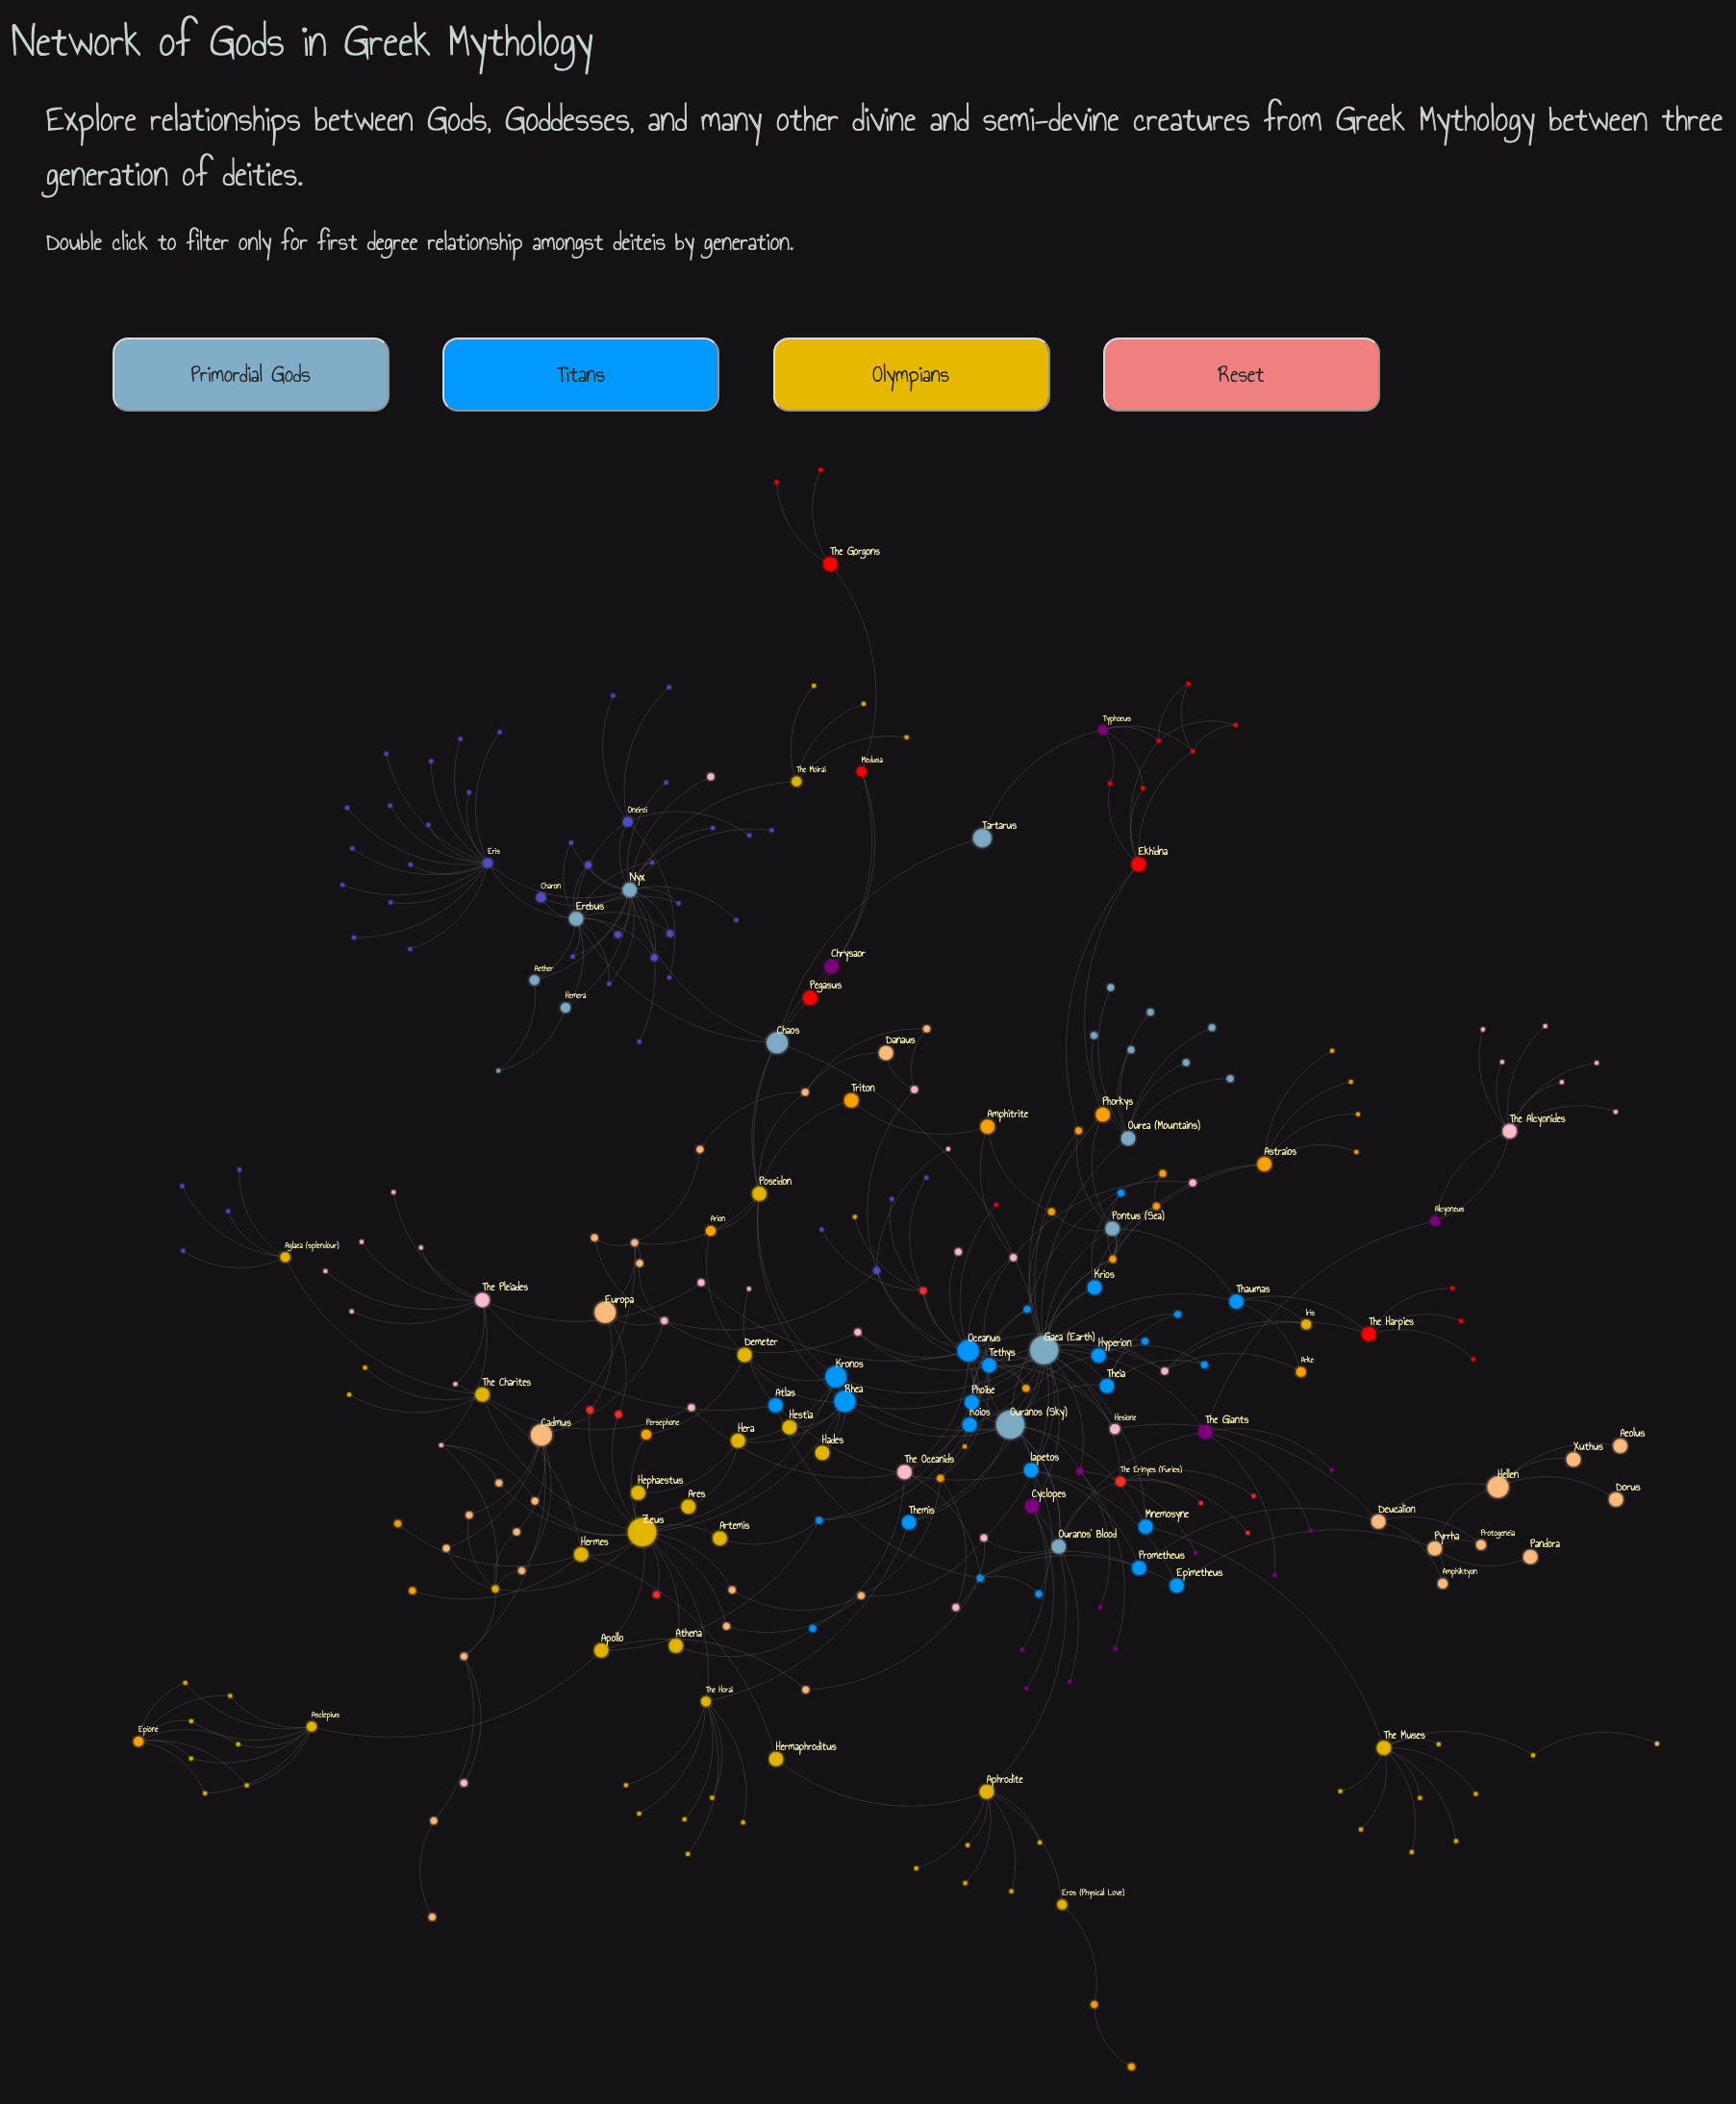 Network of Gods in Greek Mythology
Explore relationships between Gods, Goddesses, and many other divine and semi-devine creatures from Greek Mythology between three
generation of deities.
Double click to filter only for first degree relationship amongst deiteis by generation.
Primordial Gods
Titans
Olympians
Reset
The Gorgons
Typhoeus
Medusa
The Moirai
Oneiroi
Tartarus
Eris
Ekhidna
Nyx
Charon
Erebus
Chrysaor
Aether
Pegasus
Hemera
Chaos
Danaus
Triton
Phorkys
Amphitrite
The Alcyonides
Ourea (Mountains)
Astraios
Poseidon
Alcyoneus
Pontus (Sea)
Arion
Aglaea (splendour)
Krios
The Pleiades
Thaumas
Europa
Iris
The Harpies
Gaea (Earth)
Oceanus
Demeter
Hyperion
Tethys
Arke
Kronos
Theia
The Charites
Rhea
Phoibe
Atlas
Koios
Ouranos (Sky)
Hestia
Hesione
The Giants
Cadmus
Persephone
Hera
Aeolus
Hades
Xuthus
Iapetos
The Oceanids
The Erinyes (Furies)
Hellen
Hephaestus
Dorus
Ares
Cyclopes
Deucalion
Themis
Mnemosyne
Zeus
Artemis
Ouranos' Blood
Pyrrha
Protogeneia
Hermes
Pandora
Prometheus
Amphiktyon
Epimetheus
Athena
Apollo
The Horai
Asclepius
Epione
The Muses
Hermaphroditus
Aphrodite
Eros (Physical Love)